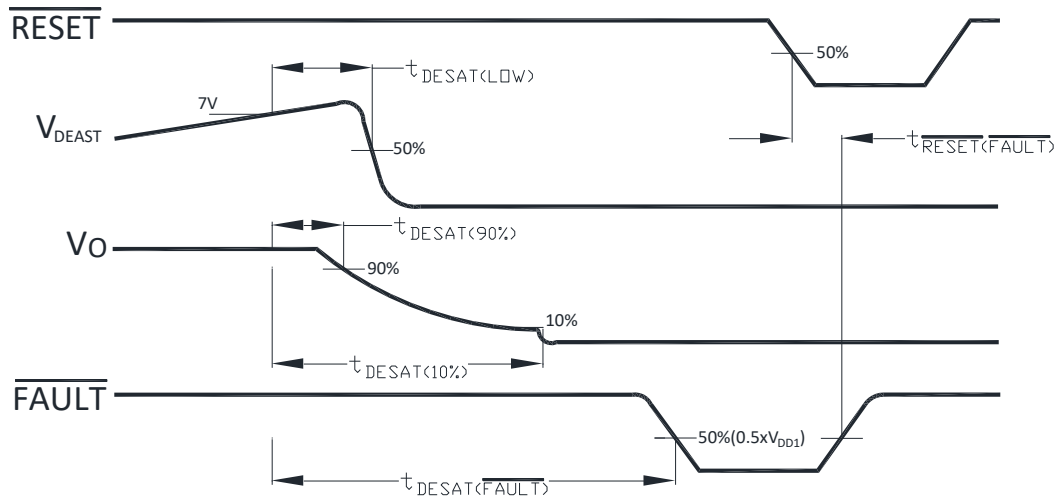 RESET
50%
tDESAT(LOW)
7V
VDEAST
50%
tRESET(FAULT)
tDESAT(90%)
VO
90%
10%
tDESAT(10%)
FAULT
50%(0.5xVDD1)
tDESAT(FAULT)